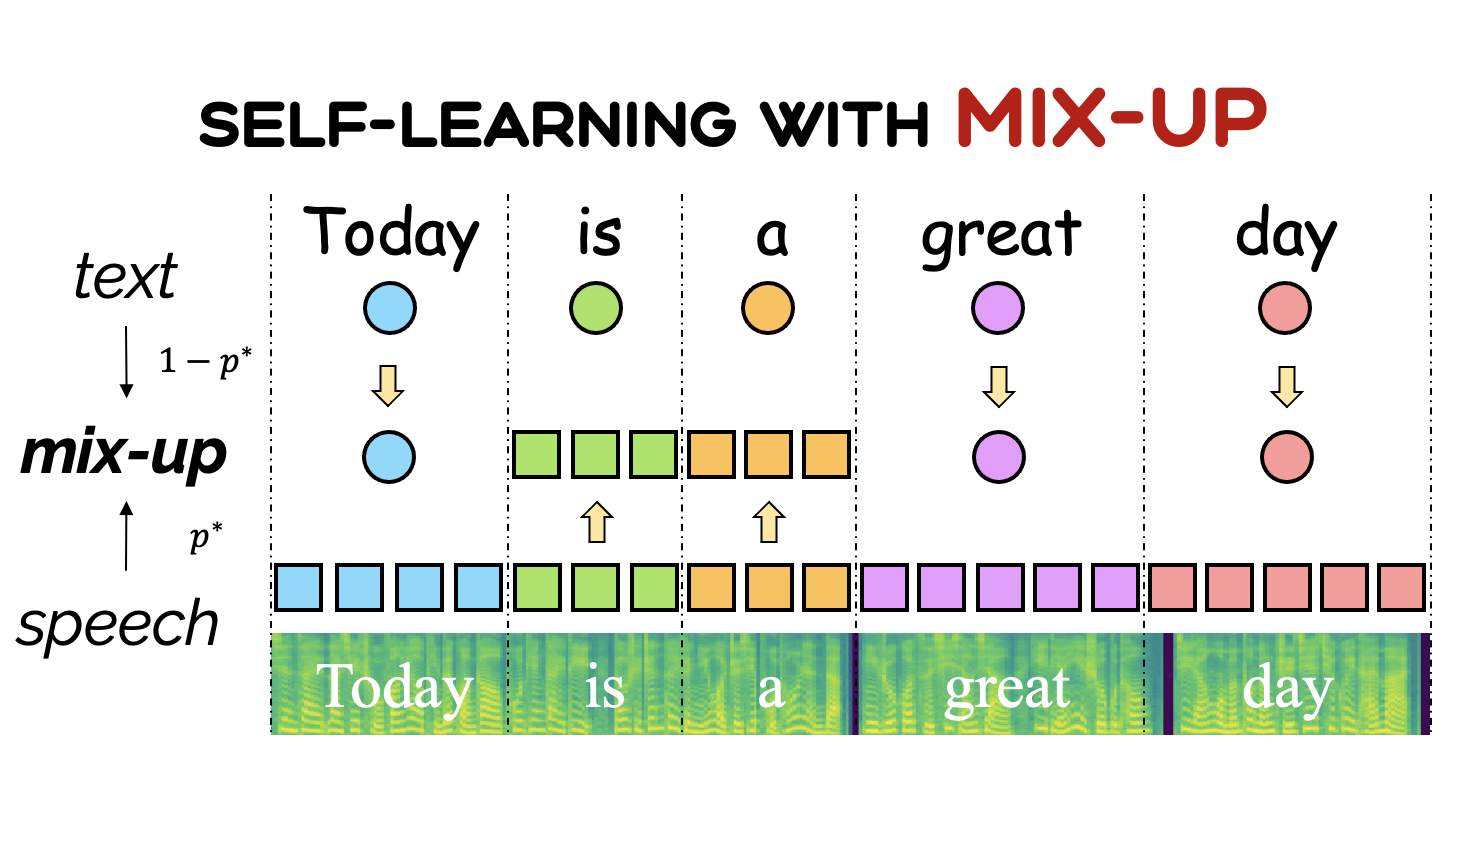 SELF-LEARNING WITH MIX-UP
Today is a great day
text
1 − p*
mix-up
p*
speech
Today is a great day